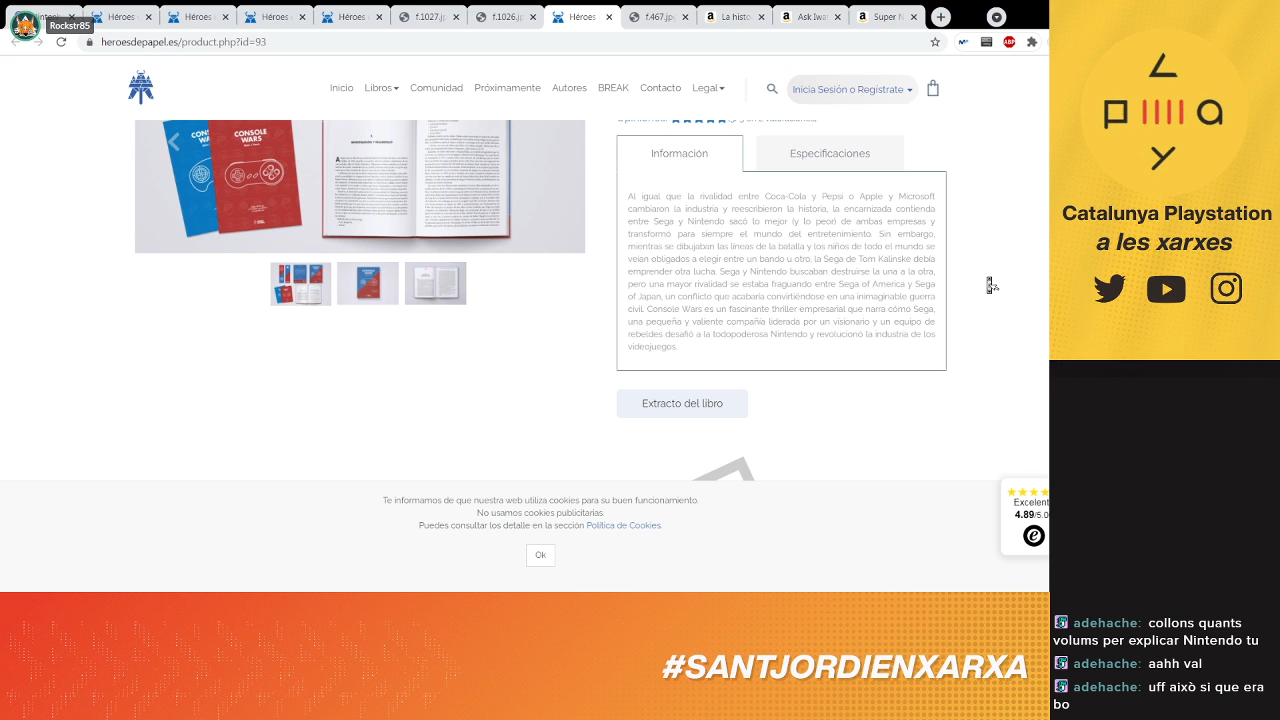 Héroes
Héroes
Héroes
Héroes
f.1027.jpg
f.1026.jpg
Héroes
f.467.jpg
La histo
Ask Iwa
Super N
Rockstr85
heroesdepapel.es/product.php?id=93
ABP
Inicio Libros Comunidad Próximamente Autores BREAK Contacto Legal
Inicia Sesión o Regístrate
CONSOLE WARS
Información
Al igual que la rivalidad entre Coca-Cola y Pepsi o Apple y Microsoft
cambiaron la industria y reescribieron la historia, la encarnizada contienda
entre Sega y Nintendo sacó lo mejor y lo peor de ambas empresas y
transformó para siempre el mundo del entretenimiento. Sin embargo,
mientras se dibujaban las líneas de la batalla y los niños de todo el mundo se
veían obligados a elegir entre un bando u otro, la Sega de Tom Kalinske debía
emprender otra lucha. Sega y Nintendo buscaban destruirse la una a la otra,
pero una mayor rivalidad se estaba fraguando entre Sega of America y Sega
of Japan, un conflicto que acabaría convirtiéndose en una inimaginable guerra
civil. Console Wars es un fascinante thriller empresarial que narra cómo Sega,
una pequeña y valiente compañía liderada por un visionario y un equipo de
rebeldes desafió a la todopoderosa Nintendo y revolucionó la industria de los
videojuegos.
Extracto del libro
Te informamos de que nuestra web utiliza cookies para su buen funcionamiento.
No usamos cookies publicitarias.
Puedes consultar los detalle en la sección Política de Cookies.
Ok
Excelent
4.89/5.0
#SANTJORDIENXARXA
Catalunya Playstation
a les xarxes
adehache: collons quants
volums per explicar Nintendo tu
adehache: aahh val
adehache: uff això si que era
bo